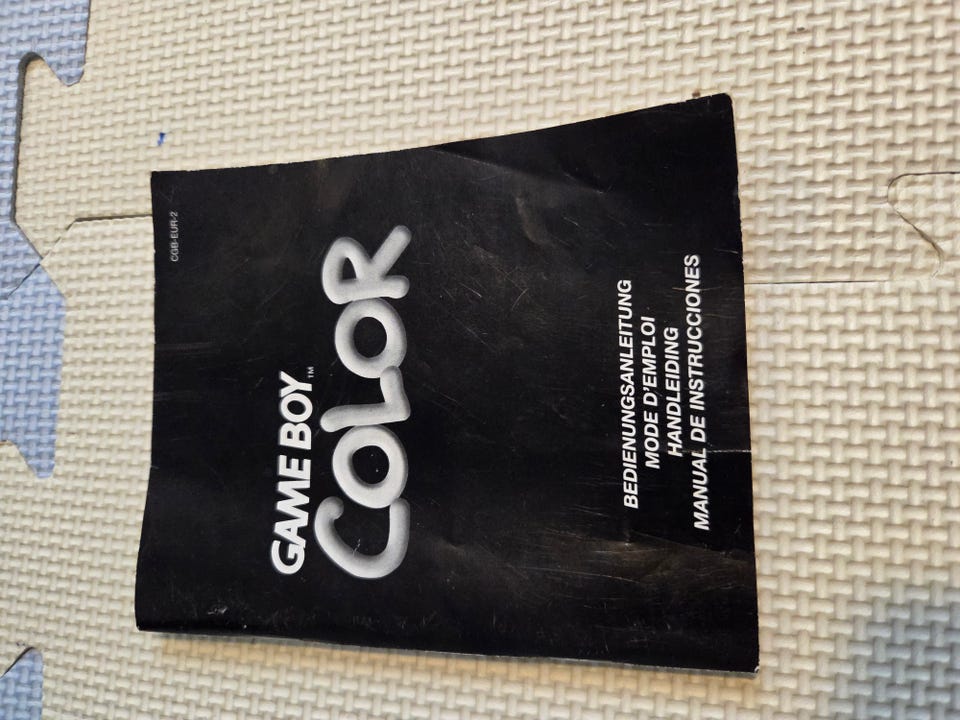 CGB-EUR-2
GAME BOY™
COLOR
BEDIENUNGSANLEITUNG
MODE D'EMPLOI
HANDLEIDING
MANUAL DE INSTRUCCIONES